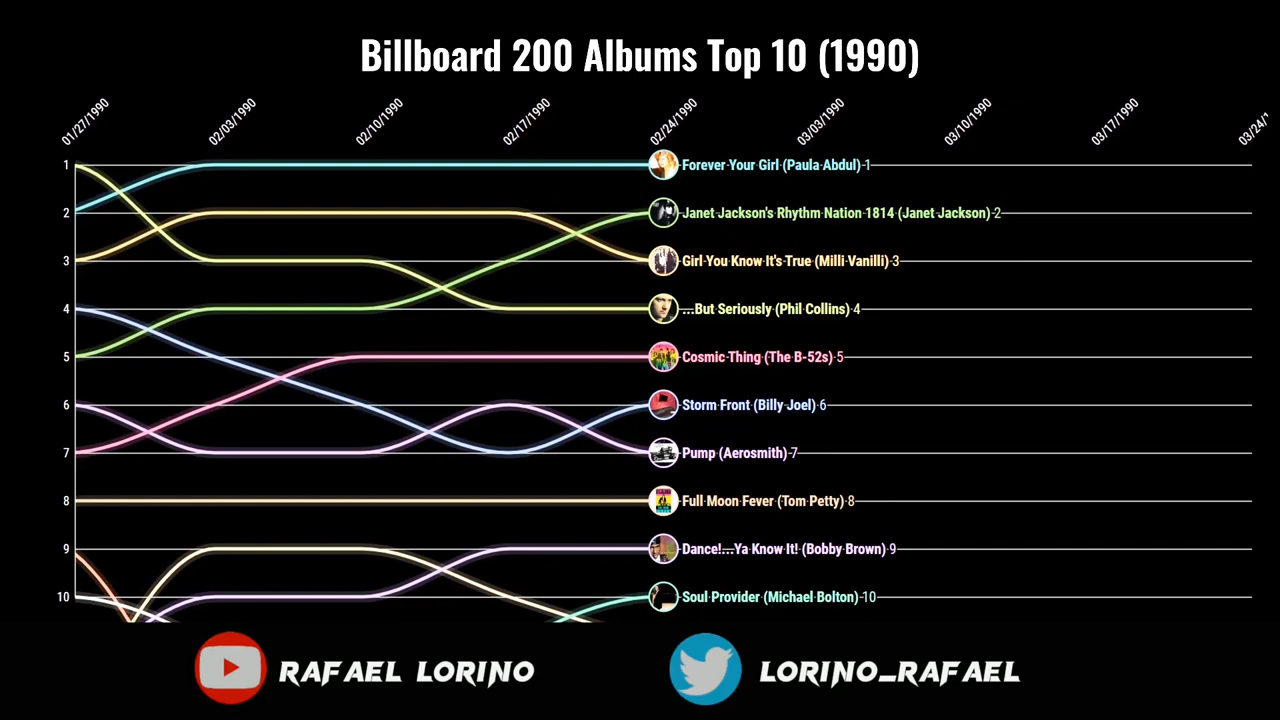 Billboard 200 Albums Top 10 (1990)
01/27/1990
02/03/1990
02/10/1990
02/17/1990
02/24/1990
03/03/1990
03/10/1990
03/17/1990
03/24/1
1 Forever Your Girl (Paula Abdul) 1
2 Janet Jackson's Rhythm Nation 1814 (Janet Jackson) 2
3 Girl You Know It's True (Milli Vanilli) 3
4 ...But Seriously (Phil Collins) 4
5 Cosmic Thing (The B-52s) 5
6 Storm Front (Billy Joel) 6
7 Pump (Aerosmith) 7
8 Full Moon Fever (Tom Petty) 8
9 Dance!...Ya Know It! (Bobby Brown) 9
10 Soul Provider (Michael Bolton) 10
RAFAEL LORINO
LORINO_RAFAEL